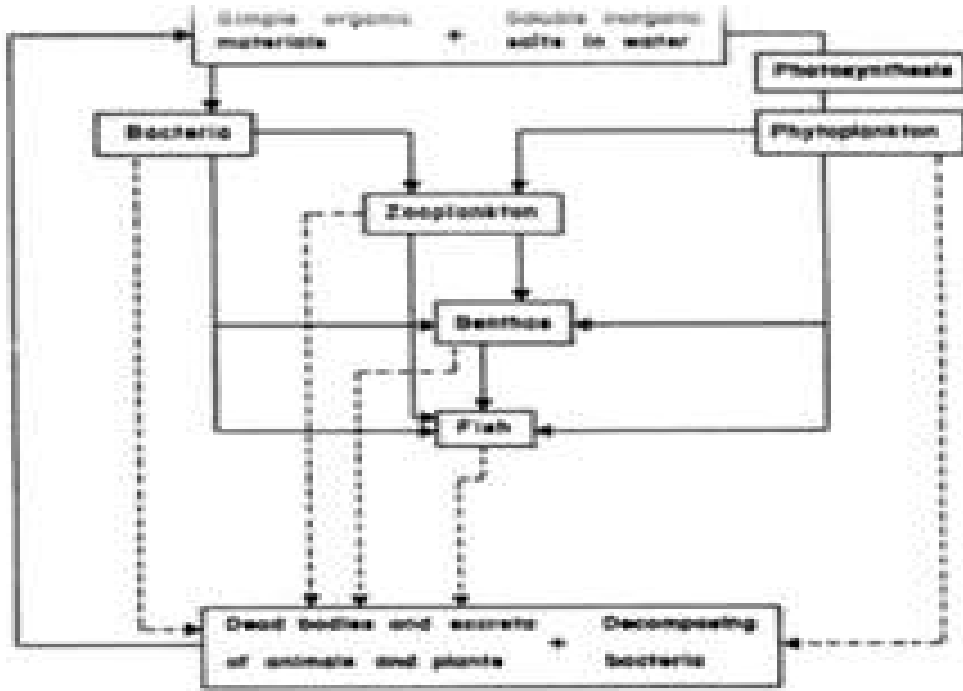 Simple organic + Soluble inorganic
materials salts in water
Photosynthesis
Bacteria
Phytoplankton
Zooplankton
Benthos
Fish
Dead bodies and excreta + Decomposing
of animals and plants bacteria